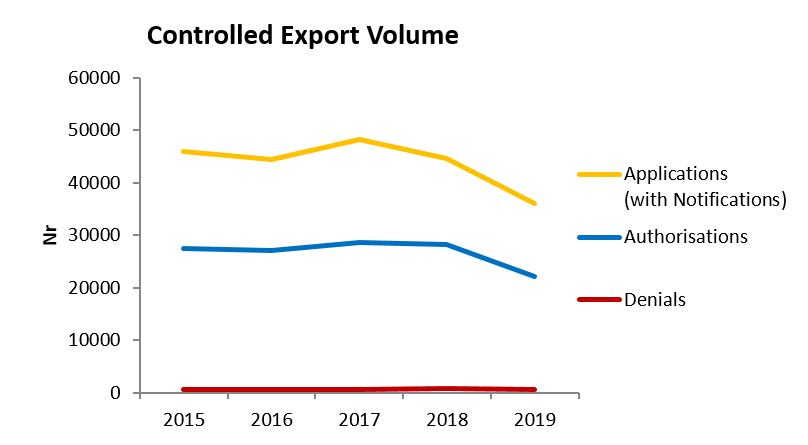 Controlled Export Volume
60000
50000
40000
30000
20000
10000
0
Nr
2015 2016 2017 2018 2019
Applications
(with Notifications)
Authorisations
Denials